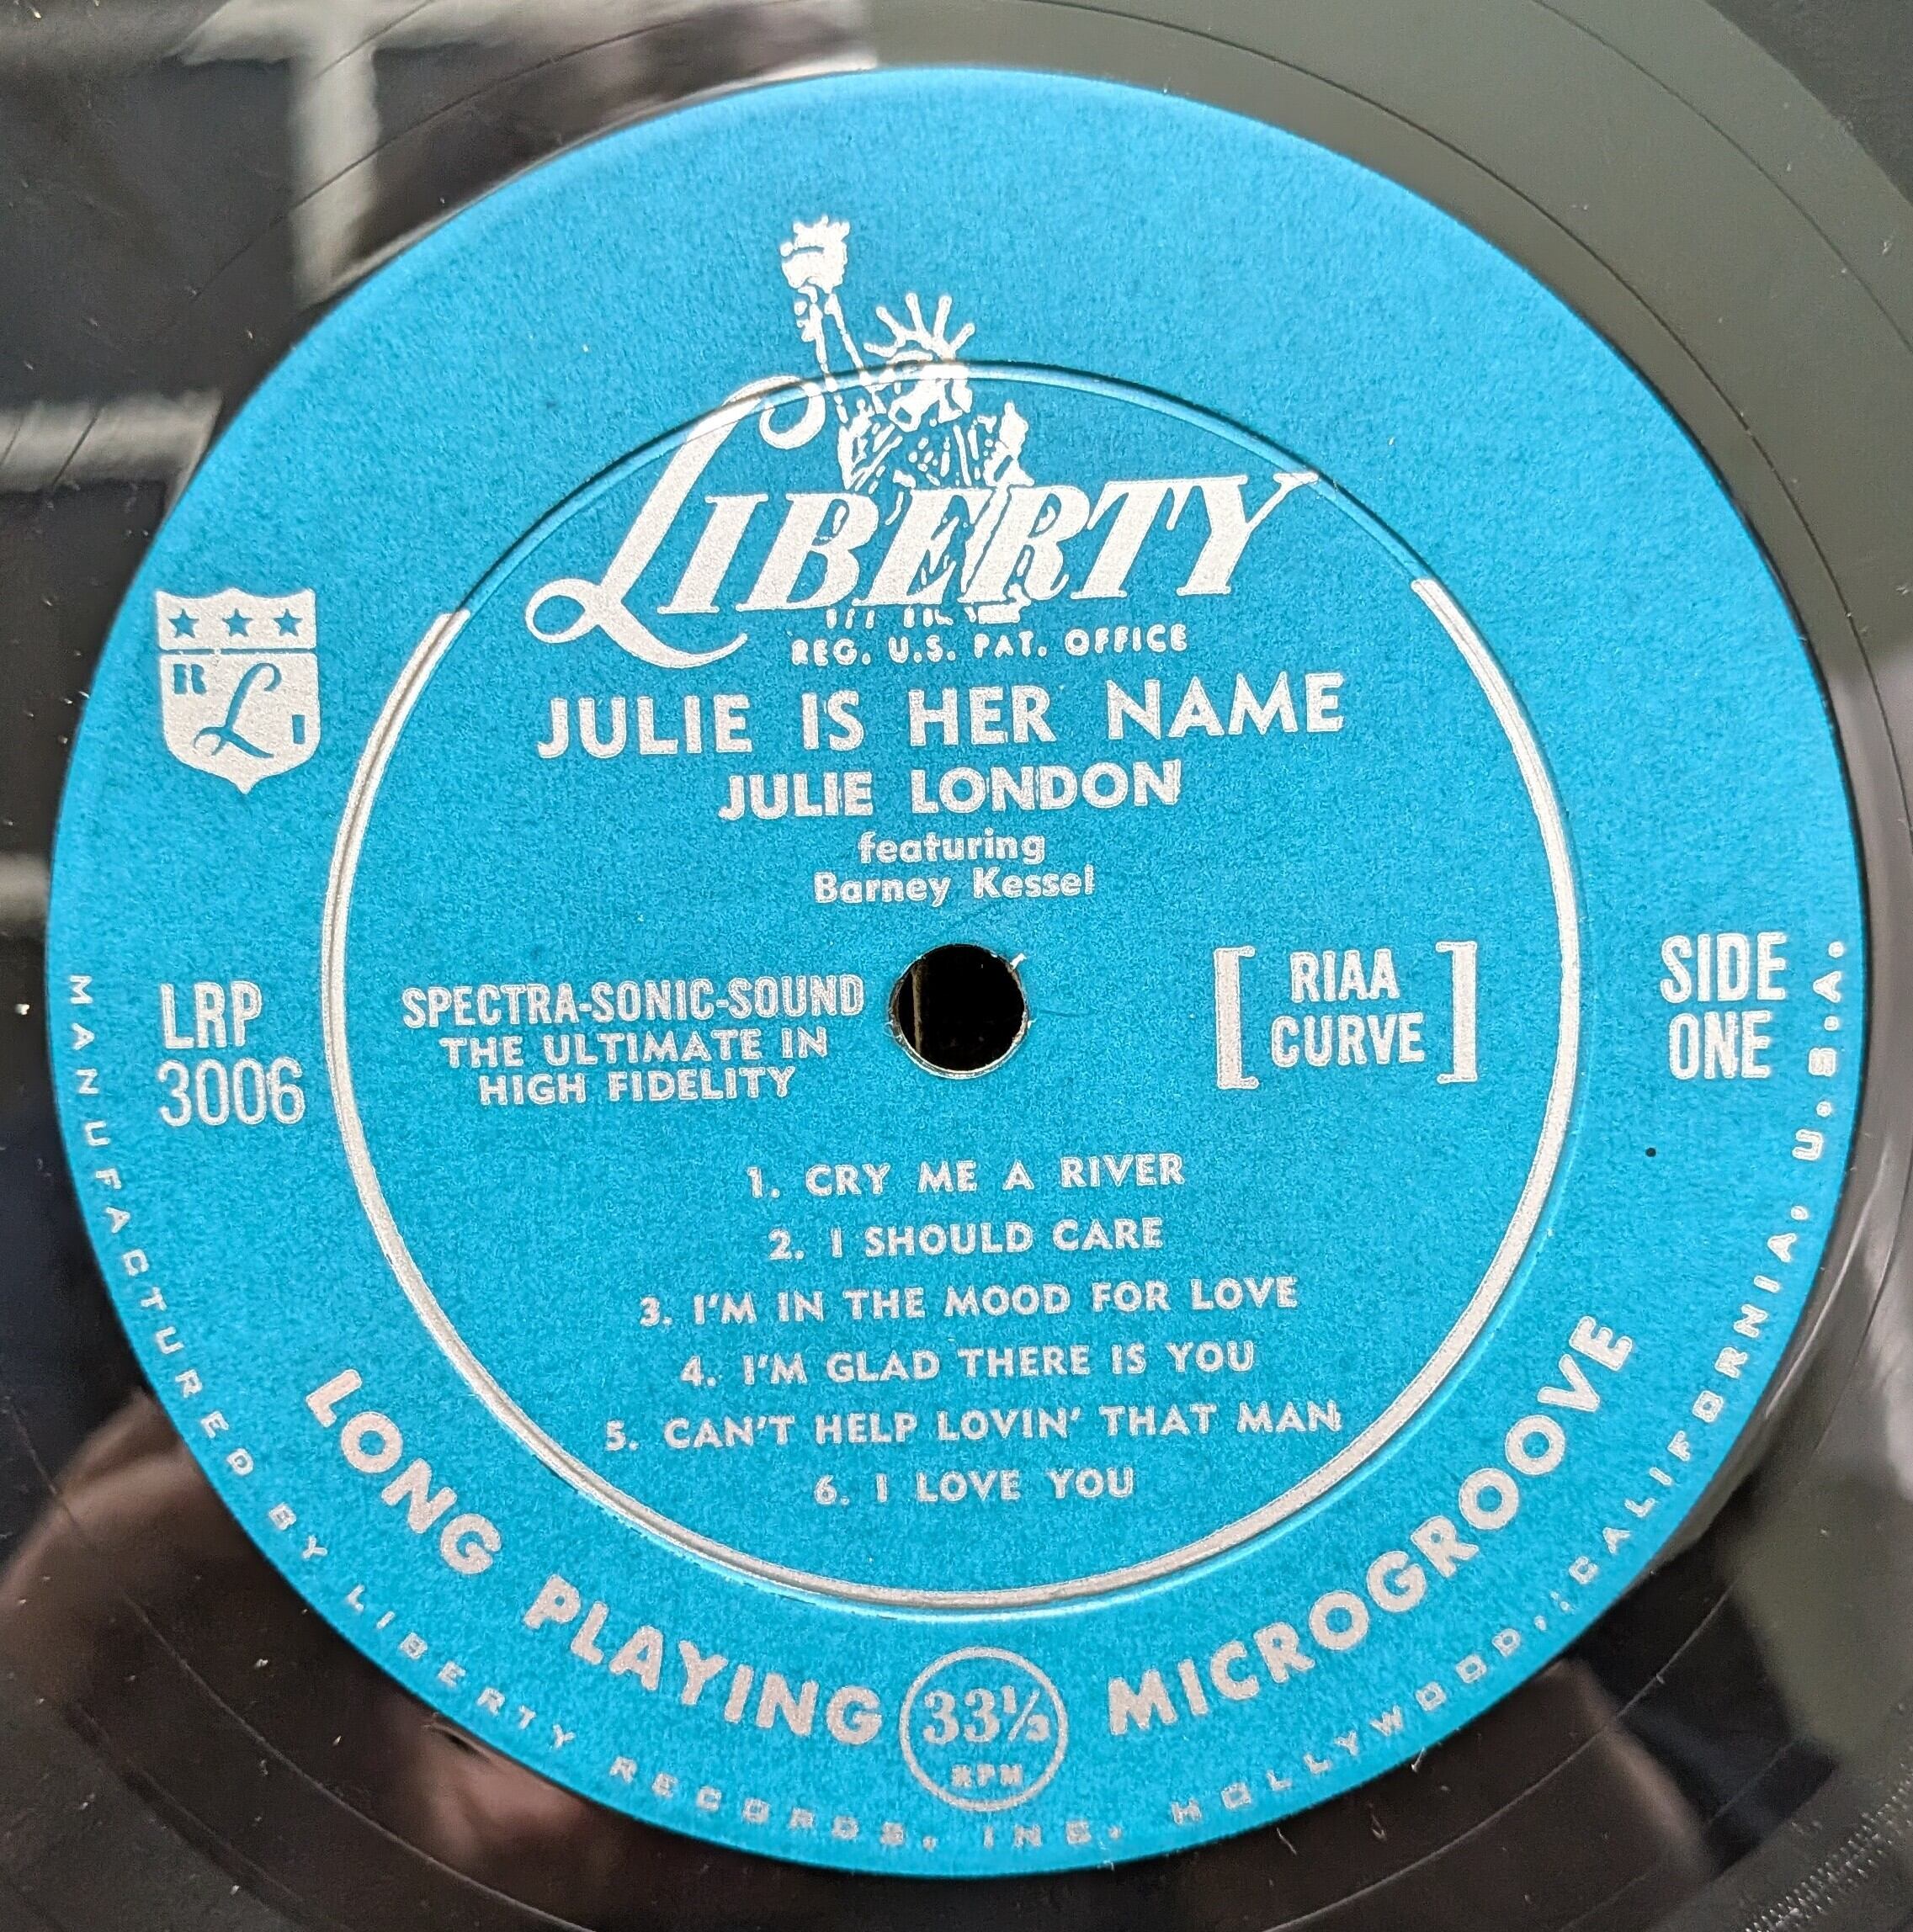 LIBERTY
REG. U.S. PAT. OFFICE
R L I
JULIE IS HER NAME
JULIE LONDON
featuring
Barney Kessel
LRP
3006
SPECTRA-SONIC-SOUND
THE ULTIMATE IN
HIGH FIDELITY
[ RIAA
CURVE ]
SIDE
ONE
1. CRY ME A RIVER
2. I SHOULD CARE
3. I'M IN THE MOOD FOR LOVE
4. I'M GLAD THERE IS YOU
5. CAN'T HELP LOVIN' THAT MAN
6. I LOVE YOU
LONG PLAYING 33⅓ RPM MICROGROOVE
MANUFACTURED BY LIBERTY RECORDS, INC. HOLLYWOOD, CALIFORNIA, U.S.A.